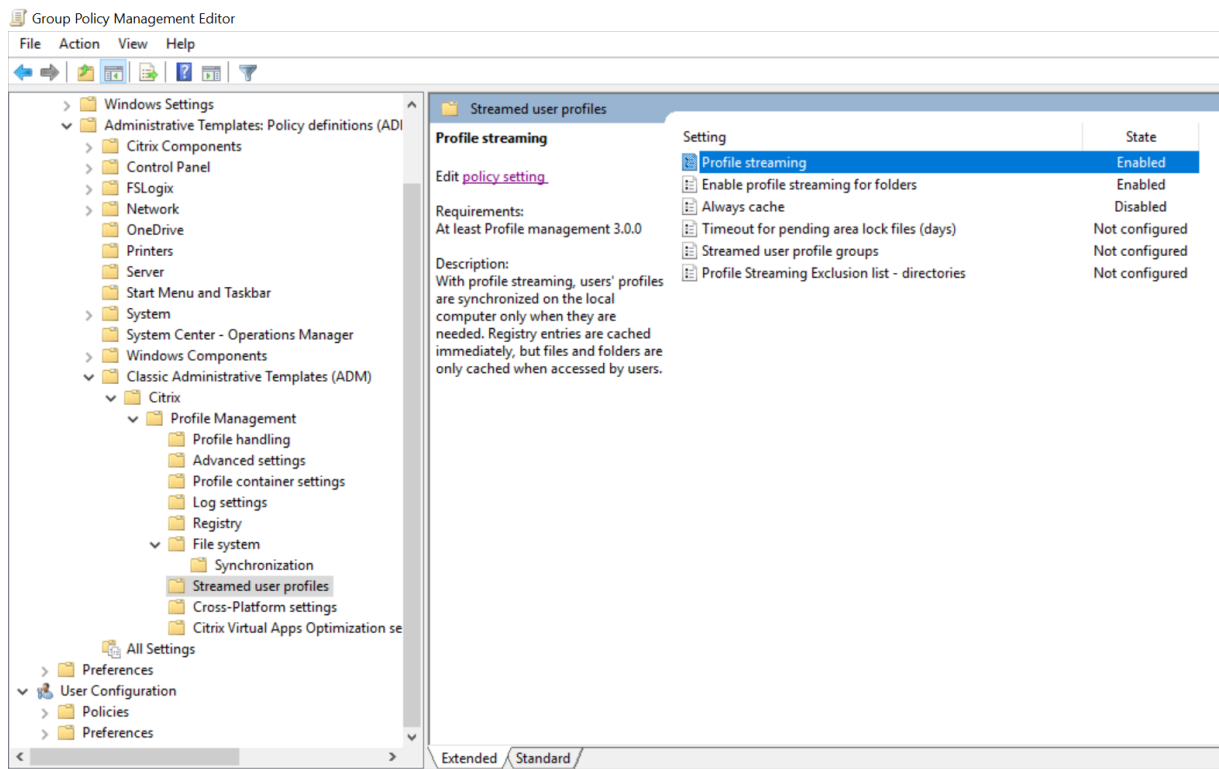 Group Policy Management Editor
File Action View Help
Windows Settings
Administrative Templates: Policy definitions (ADI
Citrix Components
Control Panel
FSLogix
Network
OneDrive
Printers
Server
Start Menu and Taskbar
System
System Center - Operations Manager
Windows Components
Classic Administrative Templates (ADM)
Citrix
Profile Management
Profile handling
Advanced settings
Profile container settings
Log settings
Registry
File system
Synchronization
Streamed user profiles
Cross-Platform settings
Citrix Virtual Apps Optimization se
All Settings
Preferences
User Configuration
Policies
Preferences
Streamed user profiles
Profile streaming
Edit policy setting
Requirements:
At least Profile management 3.0.0
Description:
With profile streaming, users' profiles
are synchronized on the local
computer only when they are
needed. Registry entries are cached
immediately, but files and folders are
only cached when accessed by users.
Setting State
Profile streaming Enabled
Enable profile streaming for folders Enabled
Always cache Disabled
Timeout for pending area lock files (days) Not configured
Streamed user profile groups Not configured
Profile Streaming Exclusion list - directories Not configured
Extended Standard